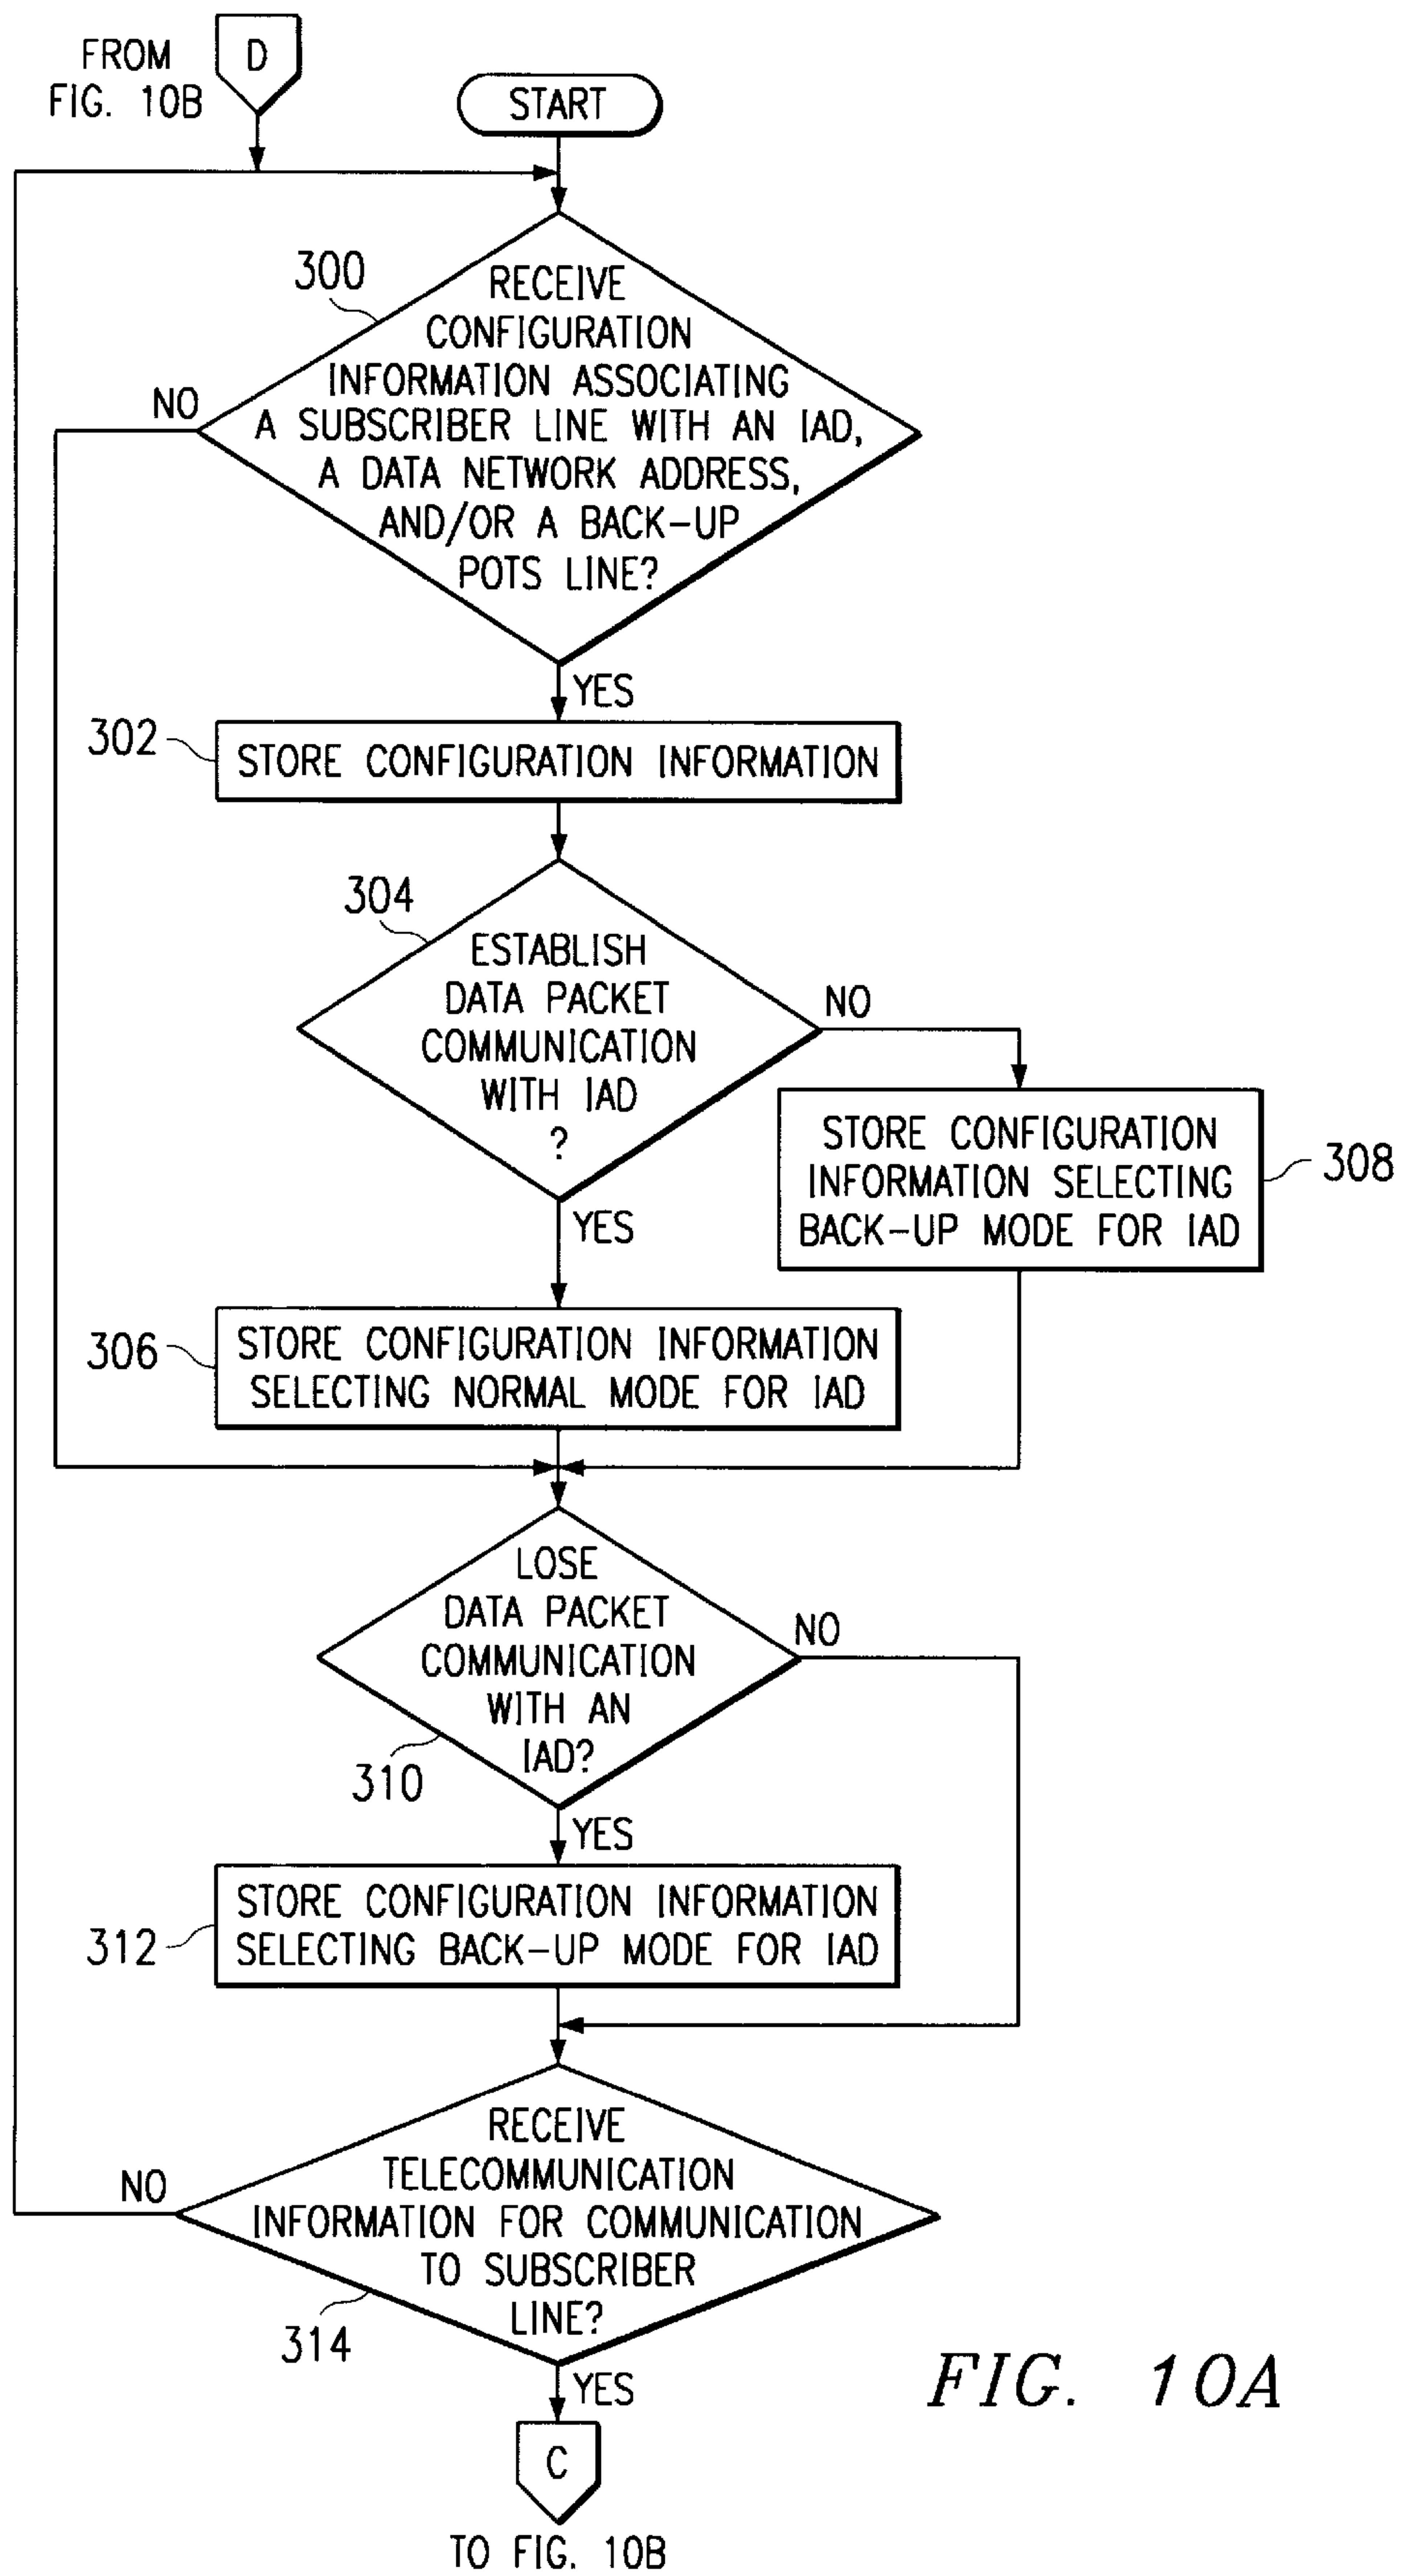 FROM
FIG. 10B
D
START
300
RECEIVE
CONFIGURATION
INFORMATION ASSOCIATING
A SUBSCRIBER LINE WITH AN IAD,
A DATA NETWORK ADDRESS,
AND/OR A BACK-UP
POTS LINE?
NO
YES
302
STORE CONFIGURATION INFORMATION
304
ESTABLISH
DATA PACKET
COMMUNICATION
WITH IAD
?
NO
YES
STORE CONFIGURATION
INFORMATION SELECTING
BACK-UP MODE FOR IAD
308
306
STORE CONFIGURATION INFORMATION
SELECTING NORMAL MODE FOR IAD
LOSE
DATA PACKET
COMMUNICATION
WITH AN
IAD?
NO
310
YES
312
STORE CONFIGURATION INFORMATION
SELECTING BACK-UP MODE FOR IAD
RECEIVE
TELECOMMUNICATION
INFORMATION FOR COMMUNICATION
TO SUBSCRIBER
LINE?
NO
314
YES
C
TO FIG. 10B
FIG. 10A